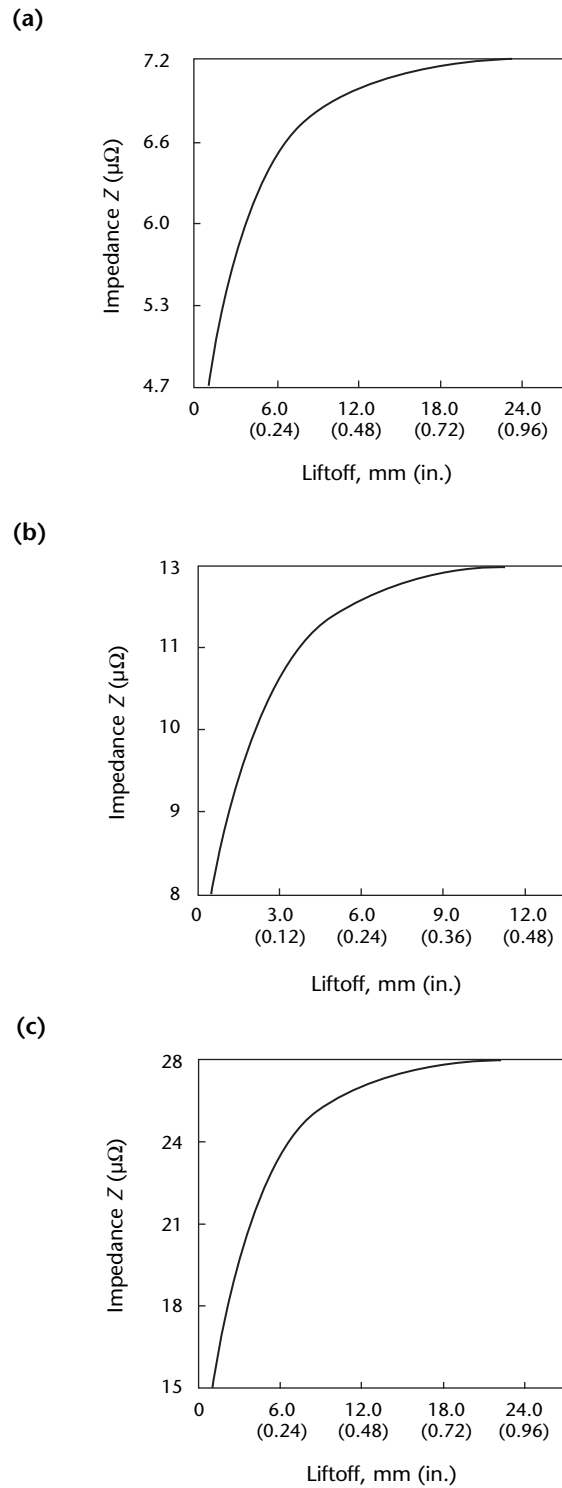 (a)
7.2
6.6
6.0
5.3
4.7
Impedance Z (μΩ)
0 6.0 12.0 18.0 24.0
(0.24) (0.48) (0.72) (0.96)
Liftoff, mm (in.)
(b)
13
11
10
9
8
Impedance Z (μΩ)
0 3.0 6.0 9.0 12.0
(0.12) (0.24) (0.36) (0.48)
Liftoff, mm (in.)
(c)
28
24
21
18
15
Impedance Z (μΩ)
0 6.0 12.0 18.0 24.0
(0.24) (0.48) (0.72) (0.96)
Liftoff, mm (in.)